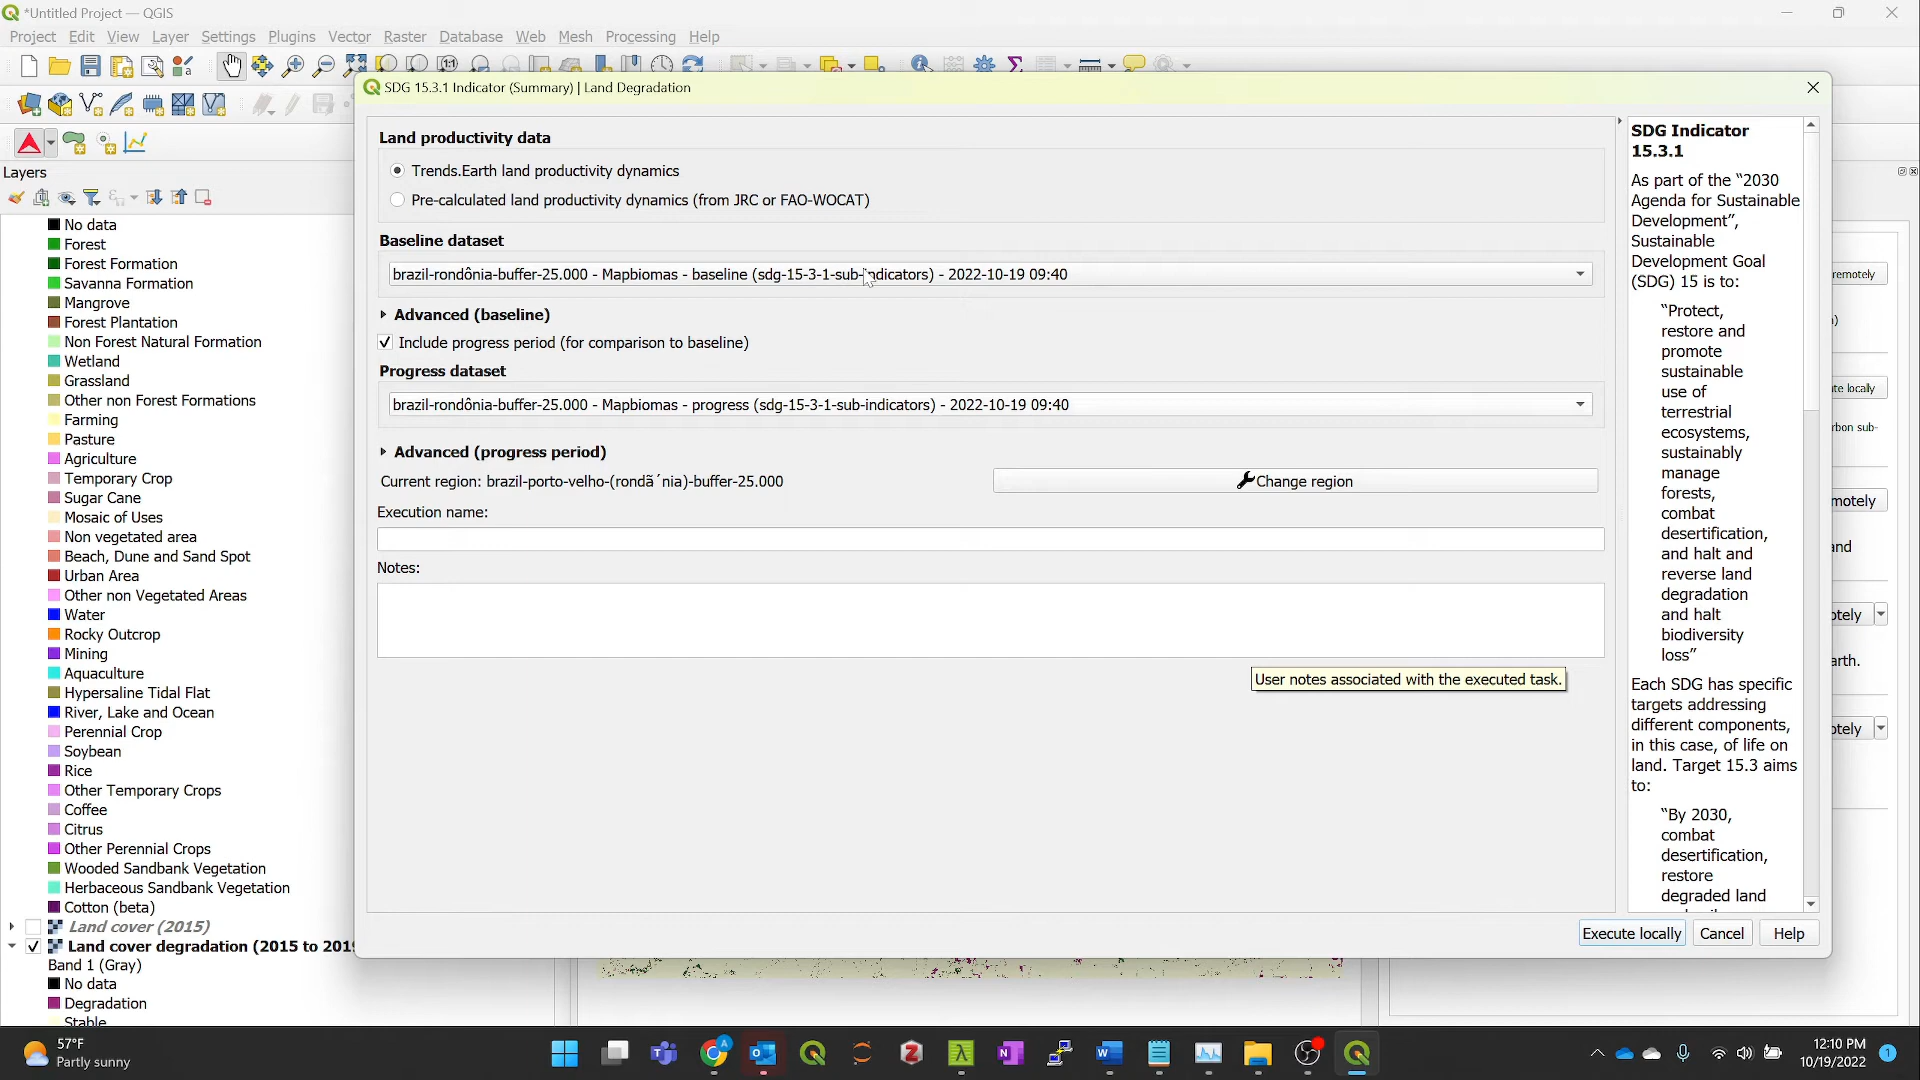 *Untitled Project — QGIS
Project Edit View Layer Settings Plugins Vector Raster Database Web Mesh Processing Help
SDG 15.3.1 Indicator (Summary) | Land Degradation
Layers
No data
Forest
Forest Formation
Savanna Formation
Mangrove
Forest Plantation
Non Forest Natural Formation
Wetland
Grassland
Other non Forest Formations
Farming
Pasture
Agriculture
Temporary Crop
Sugar Cane
Mosaic of Uses
Non vegetated area
Beach, Dune and Sand Spot
Urban Area
Other non Vegetated Areas
Water
Rocky Outcrop
Mining
Aquaculture
Hypersaline Tidal Flat
River, Lake and Ocean
Perennial Crop
Soybean
Rice
Other Temporary Crops
Coffee
Citrus
Other Perennial Crops
Wooded Sandbank Vegetation
Herbaceous Sandbank Vegetation
Cotton (beta)
Land cover (2015)
Land cover degradation (2015 to 201
Band 1 (Gray)
No data
Degradation
Stable
Land productivity data
Trends.Earth land productivity dynamics
Pre-calculated land productivity dynamics (from JRC or FAO-WOCAT)
Baseline dataset
brazil-rondônia-buffer-25.000 - Mapbiomas - baseline (sdg-15-3-1-sub-indicators) - 2022-10-19 09:40
Advanced (baseline)
Include progress period (for comparison to baseline)
Progress dataset
brazil-rondônia-buffer-25.000 - Mapbiomas - progress (sdg-15-3-1-sub-indicators) - 2022-10-19 09:40
Advanced (progress period)
Current region: brazil-porto-velho-(rondã´nia)-buffer-25.000
Change region
Execution name:
Notes:
User notes associated with the executed task.
Execute locally Cancel Help
SDG Indicator
15.3.1
As part of the “2030
Agenda for Sustainable
Development”,
Sustainable
Development Goal
(SDG) 15 is to:
“Protect,
restore and
promote
sustainable
use of
terrestrial
ecosystems,
sustainably
manage
forests,
combat
desertification,
and halt and
reverse land
degradation
and halt
biodiversity
loss”
Each SDG has specific
targets addressing
different components,
in this case, of life on
land. Target 15.3 aims
to:
“By 2030,
combat
desertification,
restore
degraded land
remotely
te locally
rbon sub-
motely
and
otely
arth.
otely
57°F
Partly sunny
12:10 PM
10/19/2022
1